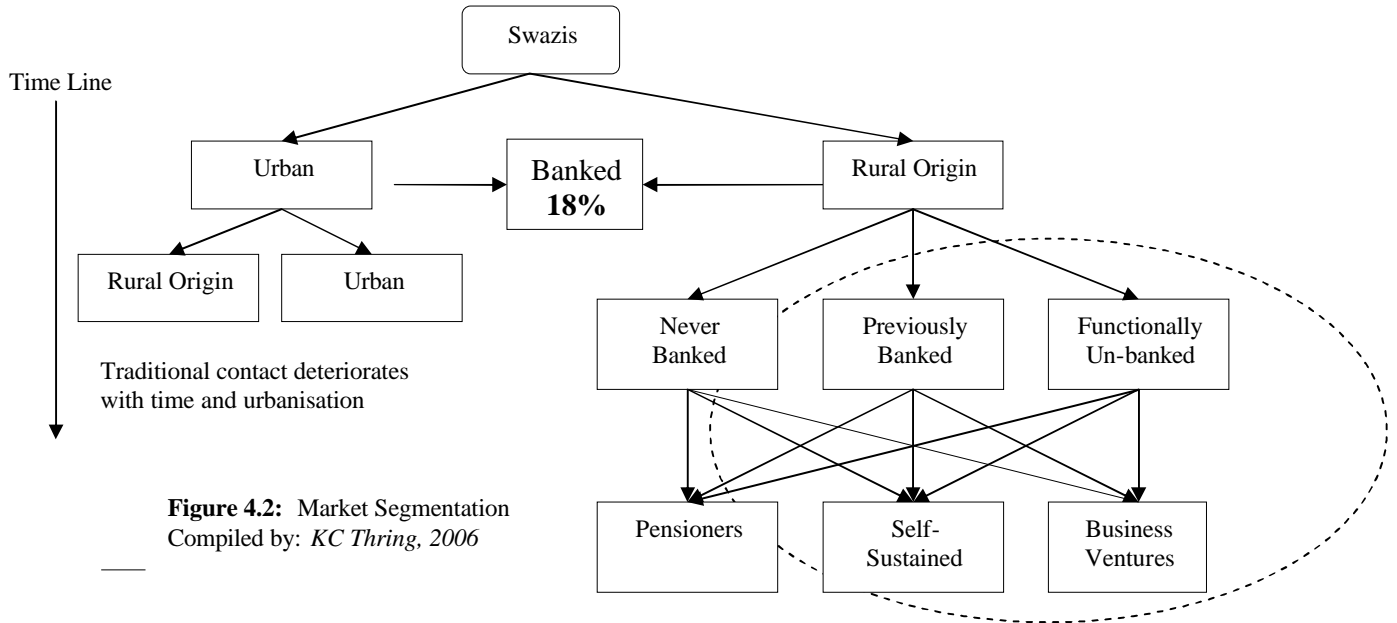 Swazis
Time Line
Urban
Banked
18%
Rural Origin
Rural Origin
Urban
Never
Banked
Previously
Banked
Functionally
Un-banked
Traditional contact deteriorates
with time and urbanisation
Figure 4.2: Market Segmentation
Compiled by: KC Thring, 2006
Pensioners
Self-
Sustained
Business
Ventures